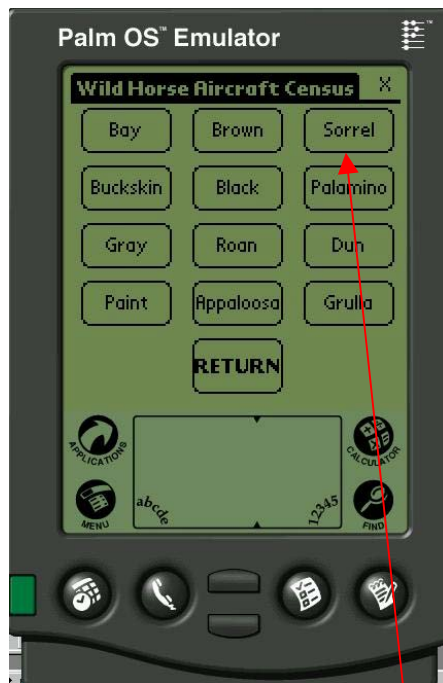 Palm OS™ Emulator
Wild Horse Aircraft Census X
Bay Brown Sorrel
Buckskin Black Palamino
Gray Roan Dun
Paint Appaloosa Grulla
RETURN
APPLICATIONS
CALCULATOR
MENU
abcde
12345
FIND